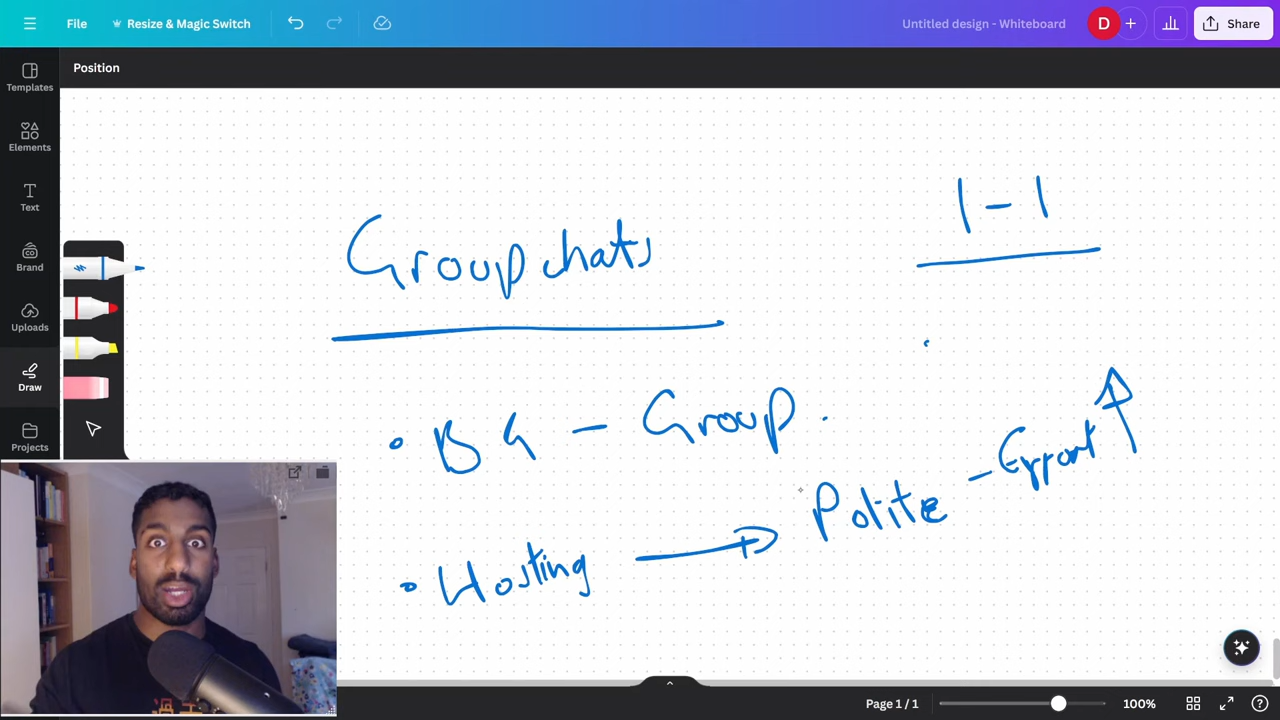 File
Resize & Magic Switch
Untitled design - Whiteboard
D
+
Share
Position
Templates
Elements
Text
Brand
Uploads
Draw
Projects
1 - 1
Group chats
• BG - Group.
Polite - Effort ↑
• Hosting →
Page 1 / 1
100%